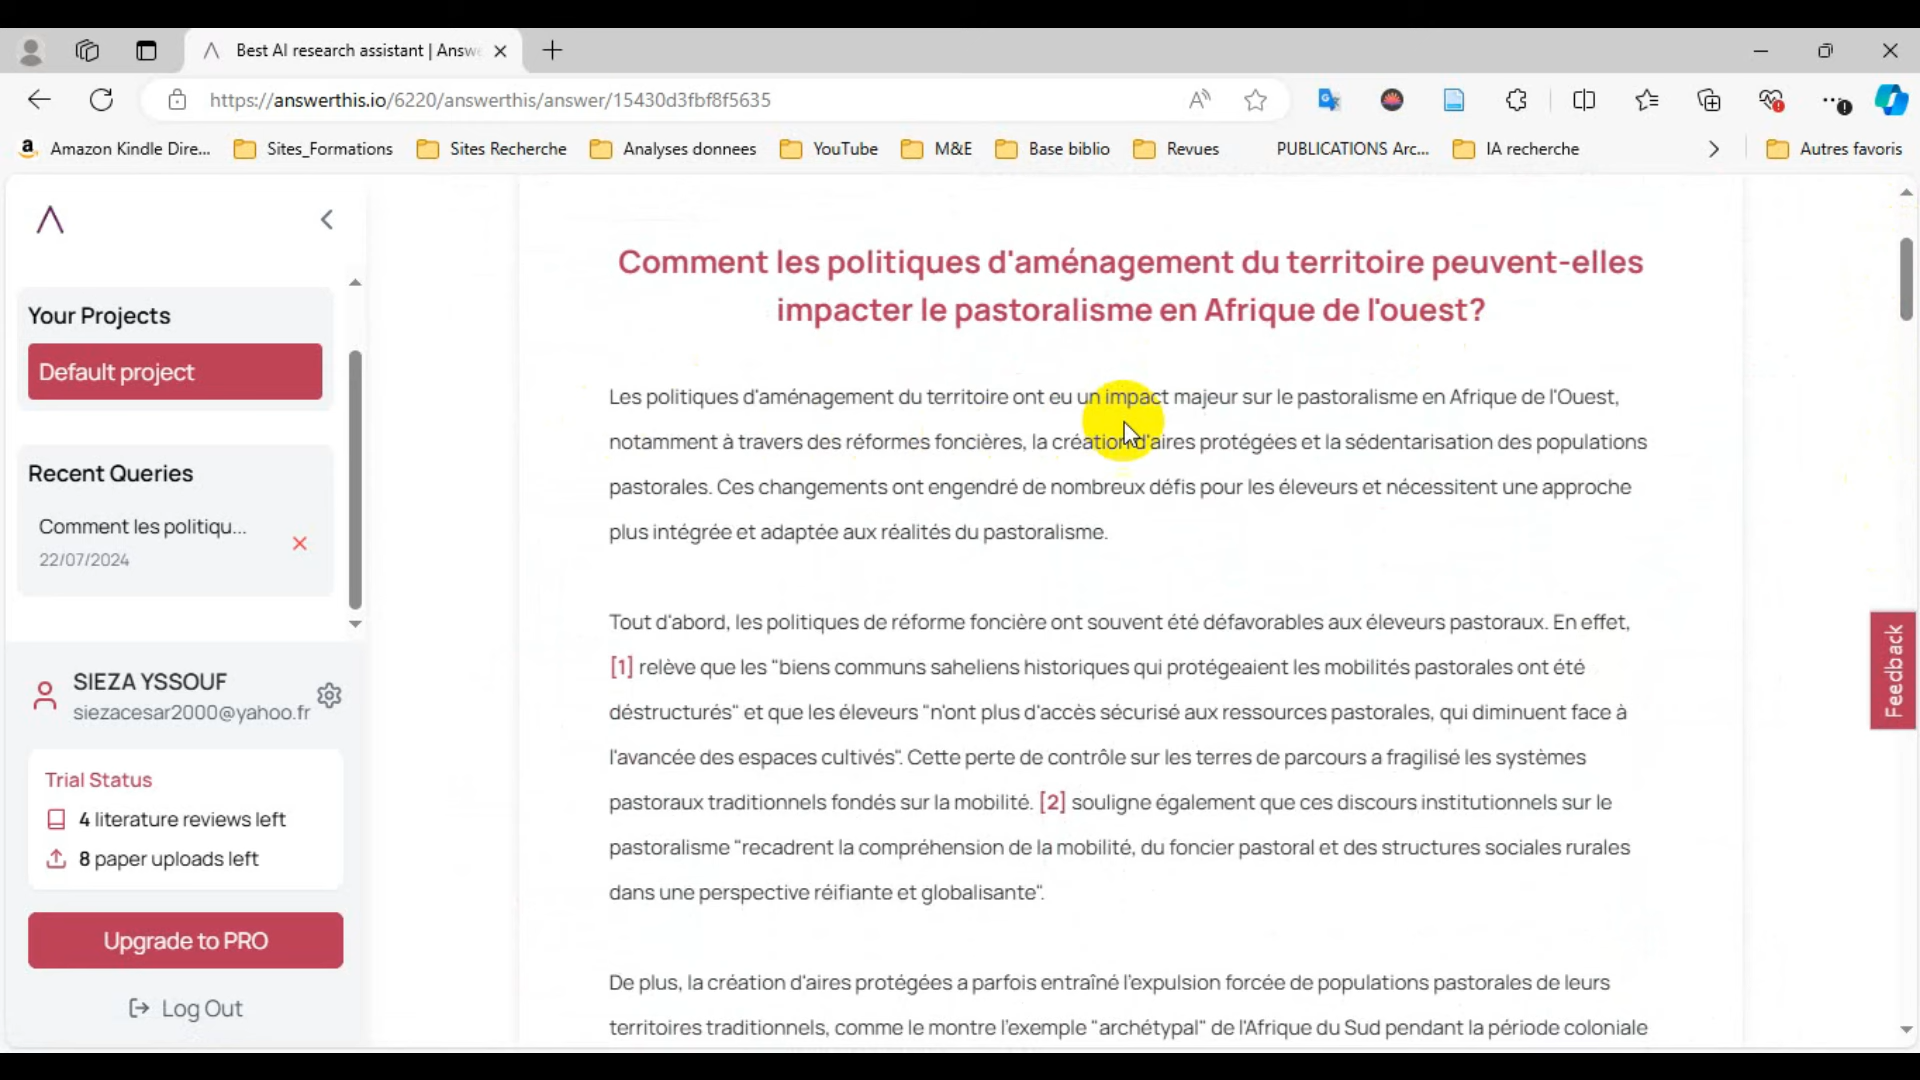 Best AI research assistant | Answ
https://answerthis.io/6220/answerthis/answer/15430d3fbf8f5635
Amazon Kindle Dire...
Sites_Formations
Sites Recherche
Analyses donnees
YouTube
M&E
Base biblio
Revues
PUBLICATIONS Arc...
IA recherche
Autres favoris
Your Projects
Default project
Recent Queries
Comment les politiqu...
22/07/2024
SIEZA YSSOUF
siezacesar2000@yahoo.fr
Trial Status
4 literature reviews left
8 paper uploads left
Upgrade to PRO
Log Out
Comment les politiques d'aménagement du territoire peuvent-elles
impacter le pastoralisme en Afrique de l'ouest?
Les politiques d'aménagement du territoire ont eu un impact majeur sur le pastoralisme en Afrique de l'Ouest,
notamment à travers des réformes foncières, la création d'aires protégées et la sédentarisation des populations
pastorales. Ces changements ont engendré de nombreux défis pour les éleveurs et nécessitent une approche
plus intégrée et adaptée aux réalités du pastoralisme.
Tout d'abord, les politiques de réforme foncière ont souvent été défavorables aux éleveurs pastoraux. En effet,
[1] relève que les "biens communs saheliens historiques qui protégeaient les mobilités pastorales ont été
déstructurés" et que les éleveurs "n'ont plus d'accès sécurisé aux ressources pastorales, qui diminuent face à
l'avancée des espaces cultivés". Cette perte de contrôle sur les terres de parcours a fragilisé les systèmes
pastoraux traditionnels fondés sur la mobilité. [2] souligne également que ces discours institutionnels sur le
pastoralisme "recadrent la compréhension de la mobilité, du foncier pastoral et des structures sociales rurales
dans une perspective réifiante et globalisante".
De plus, la création d'aires protégées a parfois entraîné l'expulsion forcée de populations pastorales de leurs
territoires traditionnels, comme le montre l'exemple "archétypal" de l'Afrique du Sud pendant la période coloniale
Feedback